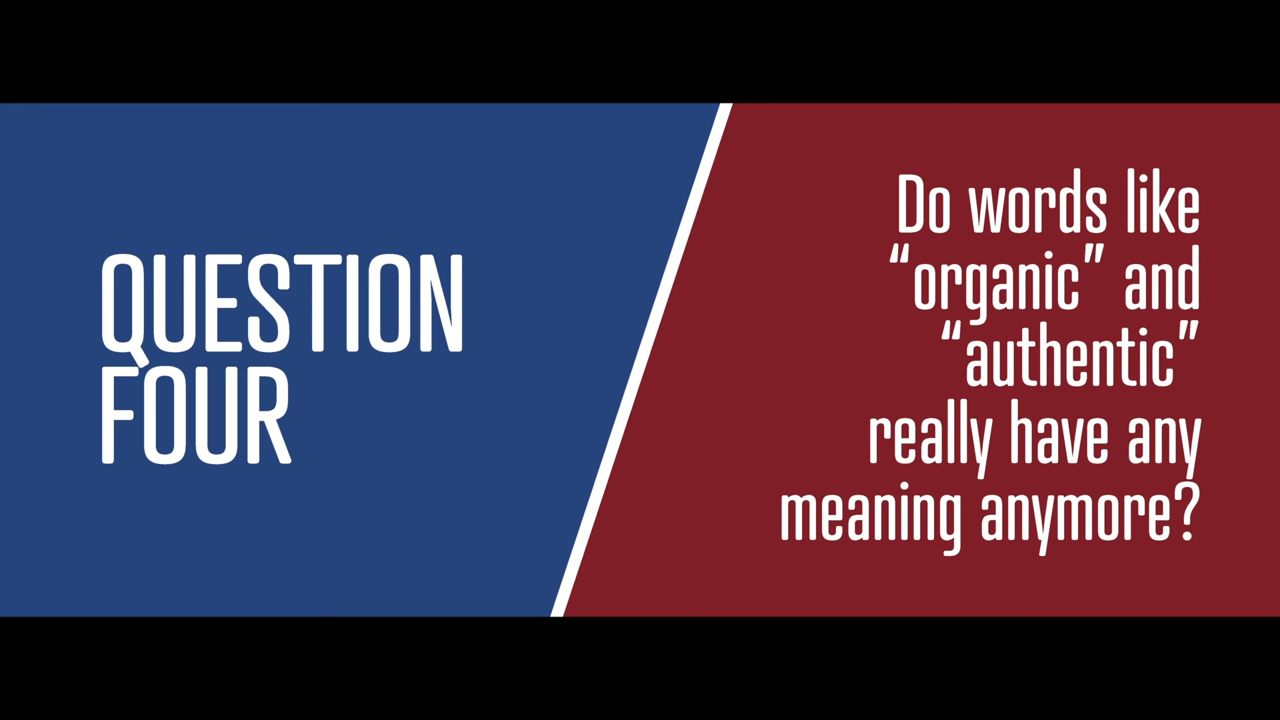 QUESTION
FOUR
Do words like
“organic” and
“authentic”
really have any
meaning anymore?